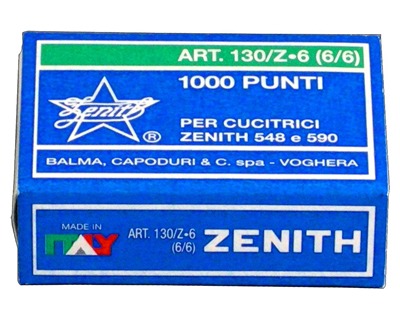 ART. 130/Z•6 (6/6)
1000 PUNTI
Zenith
®
PER CUCITRICI
ZENITH 548 e 590
BALMA, CAPODURI & C. spa - VOGHERA
MADE IN
ITALY
ART. 130/Z•6
(6/6)
ZENITH